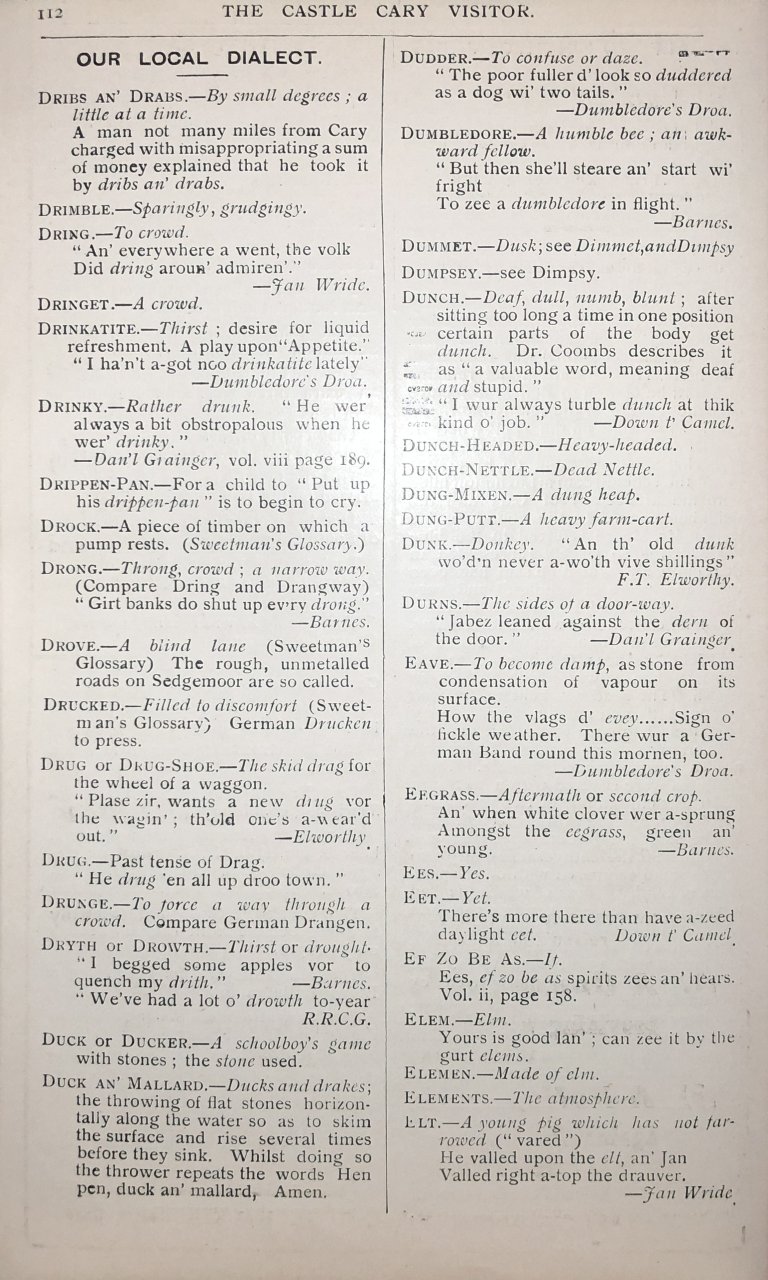 112 THE CASTLE CARY VISITOR.
OUR LOCAL DIALECT.
DRIBS AN' DRABS.—By small degrees ; a
little at a time.
A man not many miles from Cary
charged with misappropriating a sum
of money explained that he took it
by dribs an' drabs.
DRIMBLE.—Sparingly, grudgingy.
DRING.—To crowd.
“ An' everywhere a went, the volk
Did dring aroun' admiren'.”
—Jan Wride.
DRINGET.—A crowd.
DRINKATITE.—Thirst ; desire for liquid
refreshment. A play upon“Appetite.”
“ I ha'n't a-got noo drinkatite lately”
—Dumbledore's Droa.
DRINKY.—Rather drunk. “ He wer'
always a bit obstropalous when he
wer' drinky. ”
—Dan'l Grainger, vol. viii page 189.
DRIPPEN-PAN.—For a child to “ Put up
his drippen-pan ” is to begin to cry.
DROCK.—A piece of timber on which a
pump rests. (Sweetman's Glossary.)
DRONG.—Throng, crowd ; a narrow way.
(Compare Dring and Drangway)
“ Girt banks do shut up ev'ry drong.”
—Barnes.
DROVE.—A blind lane (Sweetman's
Glossary) The rough, unmetalled
roads on Sedgemoor are so called.
DRUCKED.—Filled to discomfort (Sweet-
man's Glossary) German Drucken
to press.
DRUG or DRUG-SHOE.—The skid drag for
the wheel of a waggon.
“ Plase zir, wants a new drug vor
the wagin' ; th'old one's a-wear'd
out. ” —Elworthy.
DRUG.—Past tense of Drag.
“ He drug 'en all up droo town. ”
DRUNGE.—To force a way through a
crowd. Compare German Drangen.
DRYTH or DROWTH.—Thirst or drought.
“ I begged some apples vor to
quench my drith. ” —Barnes.
“ We've had a lot o' drowth to-year
R.R.C.G.
DUCK or DUCKER.—A schoolboy's game
with stones ; the stone used.
DUCK AN' MALLARD.—Ducks and drakes;
the throwing of flat stones horizon-
tally along the water so as to skim
the surface and rise several times
before they sink. Whilst doing so
the thrower repeats the words Hen
pen, duck an' mallard, Amen.
DUDDER.—To confuse or daze.
“ The poor fuller d' look so duddered
as a dog wi' two tails. ”
—Dumbledore's Droa.
DUMBLEDORE.—A humble bee ; an awk-
ward fellow.
“ But then she'll steare an' start wi'
fright
To zee a dumbledore in flight. ”
—Barnes.
DUMMET.—Dusk; see Dimmet, and Dimpsy
DUMPSEY.—see Dimpsy.
DUNCH.—Deaf, dull, numb, blunt ; after
sitting too long a time in one position
certain parts of the body get
dunch. Dr. Coombs describes it
as “ a valuable word, meaning deaf
and stupid. ”
“ I wur always turble dunch at thik
kind o' job. ” —Down t' Camel.
DUNCH-HEADED.—Heavy-headed.
DUNCH-NETTLE.—Dead Nettle.
DUNG-MIXEN.—A dung heap.
DUNG-PUTT.—A heavy farm-cart.
DUNK.—Donkey. “ An th' old dunk
wo'd'n never a-wo'th vive shillings ”
F.T. Elworthy.
DURNS.—The sides of a door-way.
“ Jabez leaned against the dern of
the door. ” —Dan'l Grainger.
EAVE.—To become damp, as stone from
condensation of vapour on its
surface.
How the vlags d' evey......Sign o'
fickle weather. There wur a Ger-
man Band round this mornen, too.
—Dumbledore's Droa.
EEGRASS.—Aftermath or second crop.
An' when white clover wer a-sprung
Amongst the eegrass, green an'
young. —Barnes.
EES.—Yes.
EET.—Yet.
There's more there than have a-zeed
daylight eet. Down t' Camel.
EF ZO BE AS.—If.
Ees, ef zo be as spirits zees an' hears.
Vol. ii, page 158.
ELEM.—Elm.
Yours is good lan' ; can zee it by the
gurt elems.
ELEMEN.—Made of elm.
ELEMENTS.—The atmosphere.
ELT.—A young pig which has not far-
rowed (“ vared ”)
He valled upon the elt, an' Jan
Valled right a-top the drauver.
—Jan Wride.